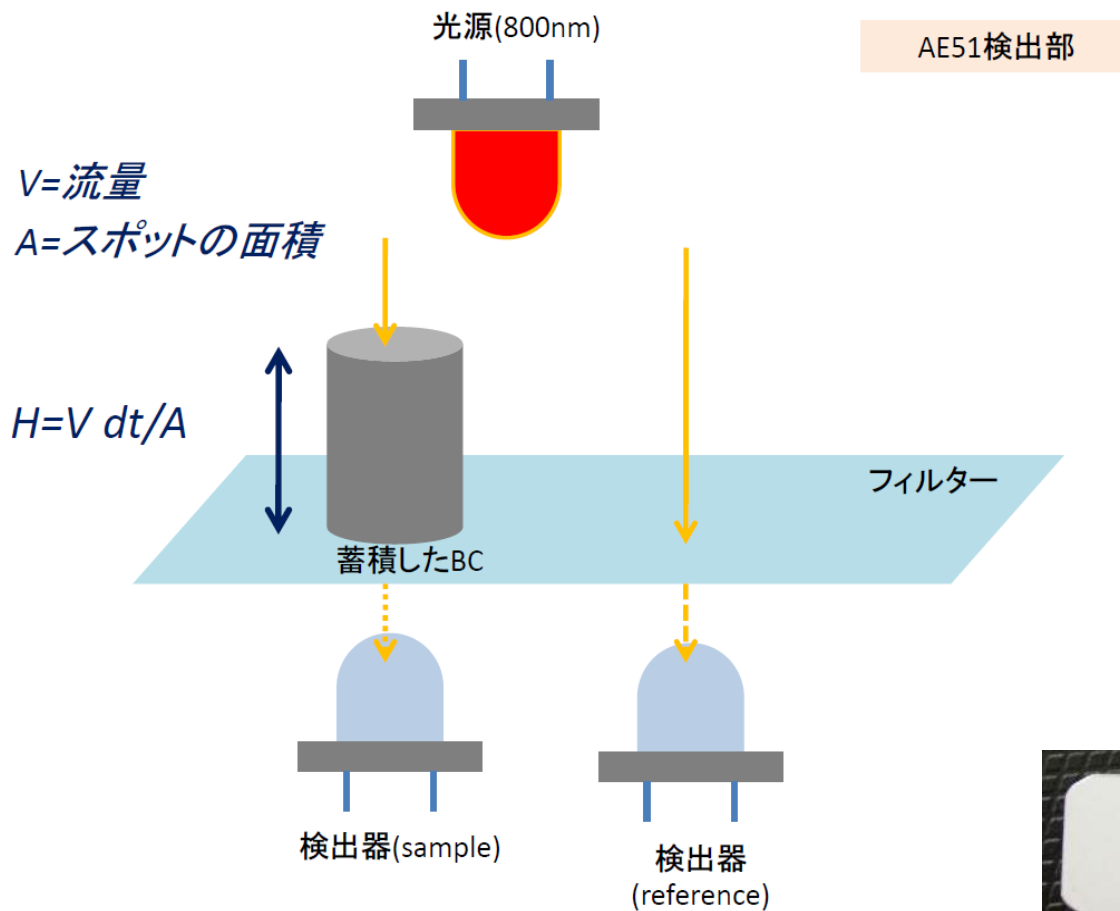 光源(800nm)
AE51検出部
V=流量
A=スポットの面積
H=V dt/A
フィルター
蓄積したBC
検出器(sample)
検出器
(reference)